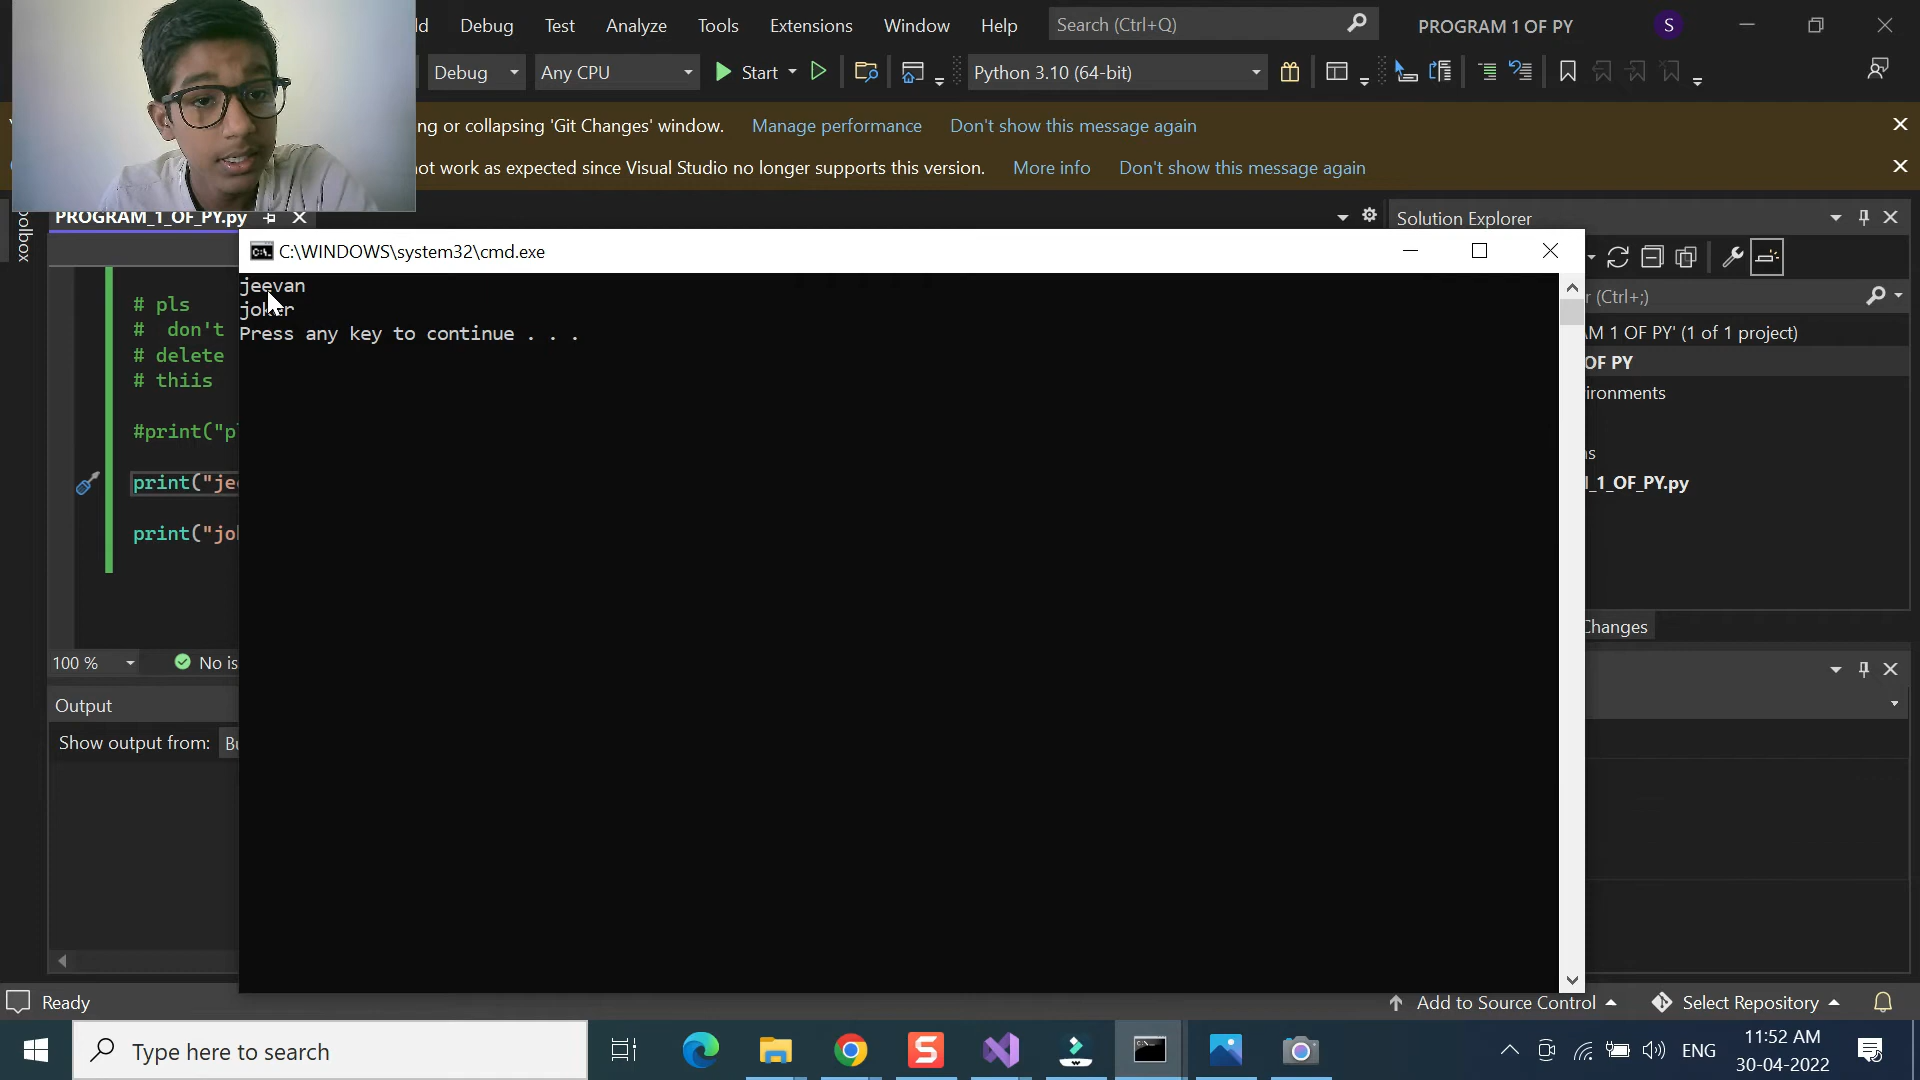 ld Debug Test Analyze Tools Extensions Window Help Search (Ctrl+Q) PROGRAM 1 OF PY S
Debug Any CPU Start Python 3.10 (64-bit)
ng or collapsing 'Git Changes' window. Manage performance Don't show this message again
not work as expected since Visual Studio no longer supports this version. More info Don't show this message again
PROGRAM_1_OF_PY.py
Solution Explorer
oolbox
C:\WINDOWS\system32\cmd.exe
jeevan
joker
Press any key to continue . . .
# pls
# don't
# delete
# thiis
#print("p
print("jee
print("jo
(Ctrl+;)
M 1 OF PY' (1 of 1 project)
OF PY
ironments
ns
_1_OF_PY.py
Changes
100 % No is
Output
Show output from: Bu
Ready Add to Source Control Select Repository
Type here to search ENG 11:52 AM
30-04-2022